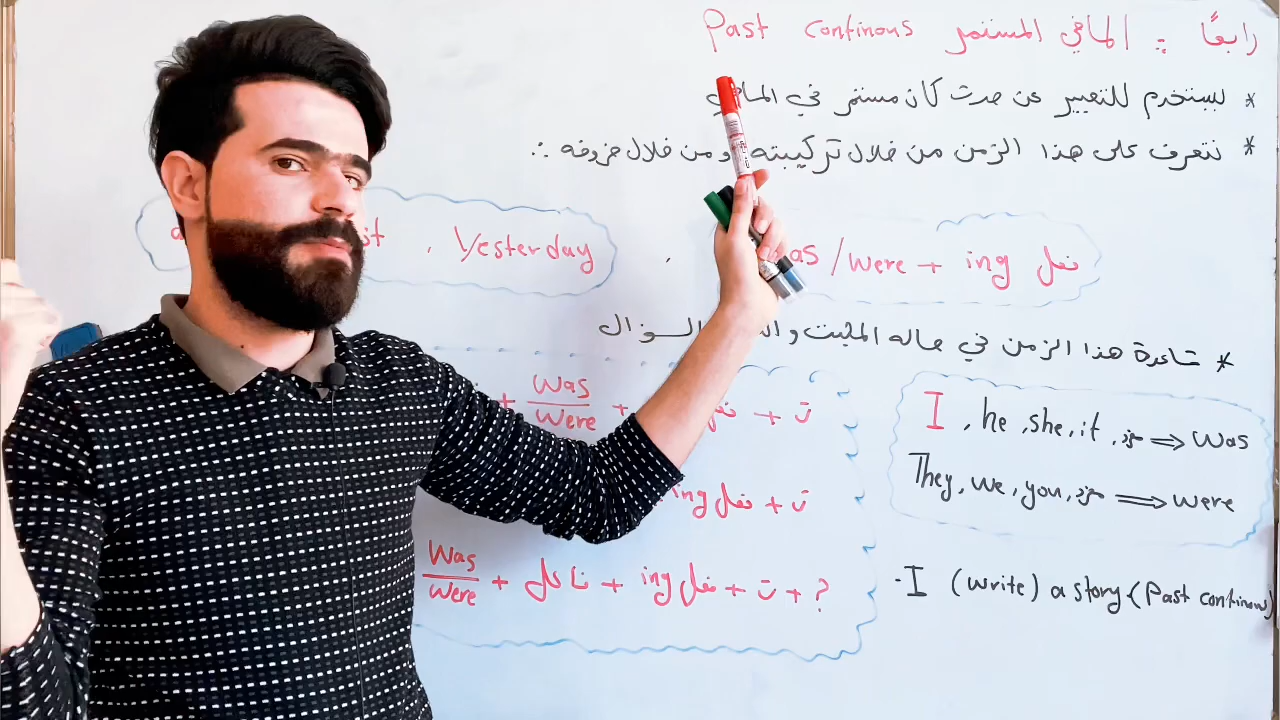 رابعًا : الماضي المستمر Past continous
* يستخدم للتعبير عن حدث كان مستمر في الماضي
* نتعرف على هذا الزمن من خلال تركيبته ومن خلال ظروفه :.
Yesterday ,
was/were + ing فعل
* قاعدة هذا الزمن في حاله المثبت و السؤال
+ was/were + فعل + ت
I , he , she , it , مفرد ⇒ was
ing فعل + ت
They , we , you , ⇒ were
was/were + فاعل + ing فعل + ت + ?
- I (write) a story (Past continous)